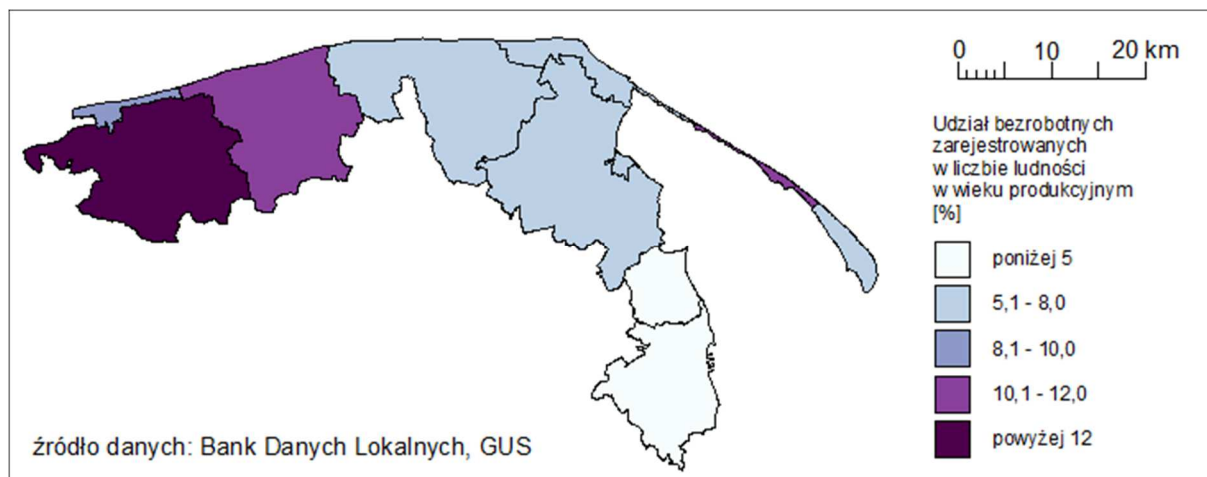 0 10 20 km
Udział bezrobotnych
zarejestrowanych
w liczbie ludności
w wieku produkcyjnym
[%]
poniżej 5
5,1 - 8,0
8,1 - 10,0
10,1 - 12,0
powyżej 12
źródło danych: Bank Danych Lokalnych, GUS